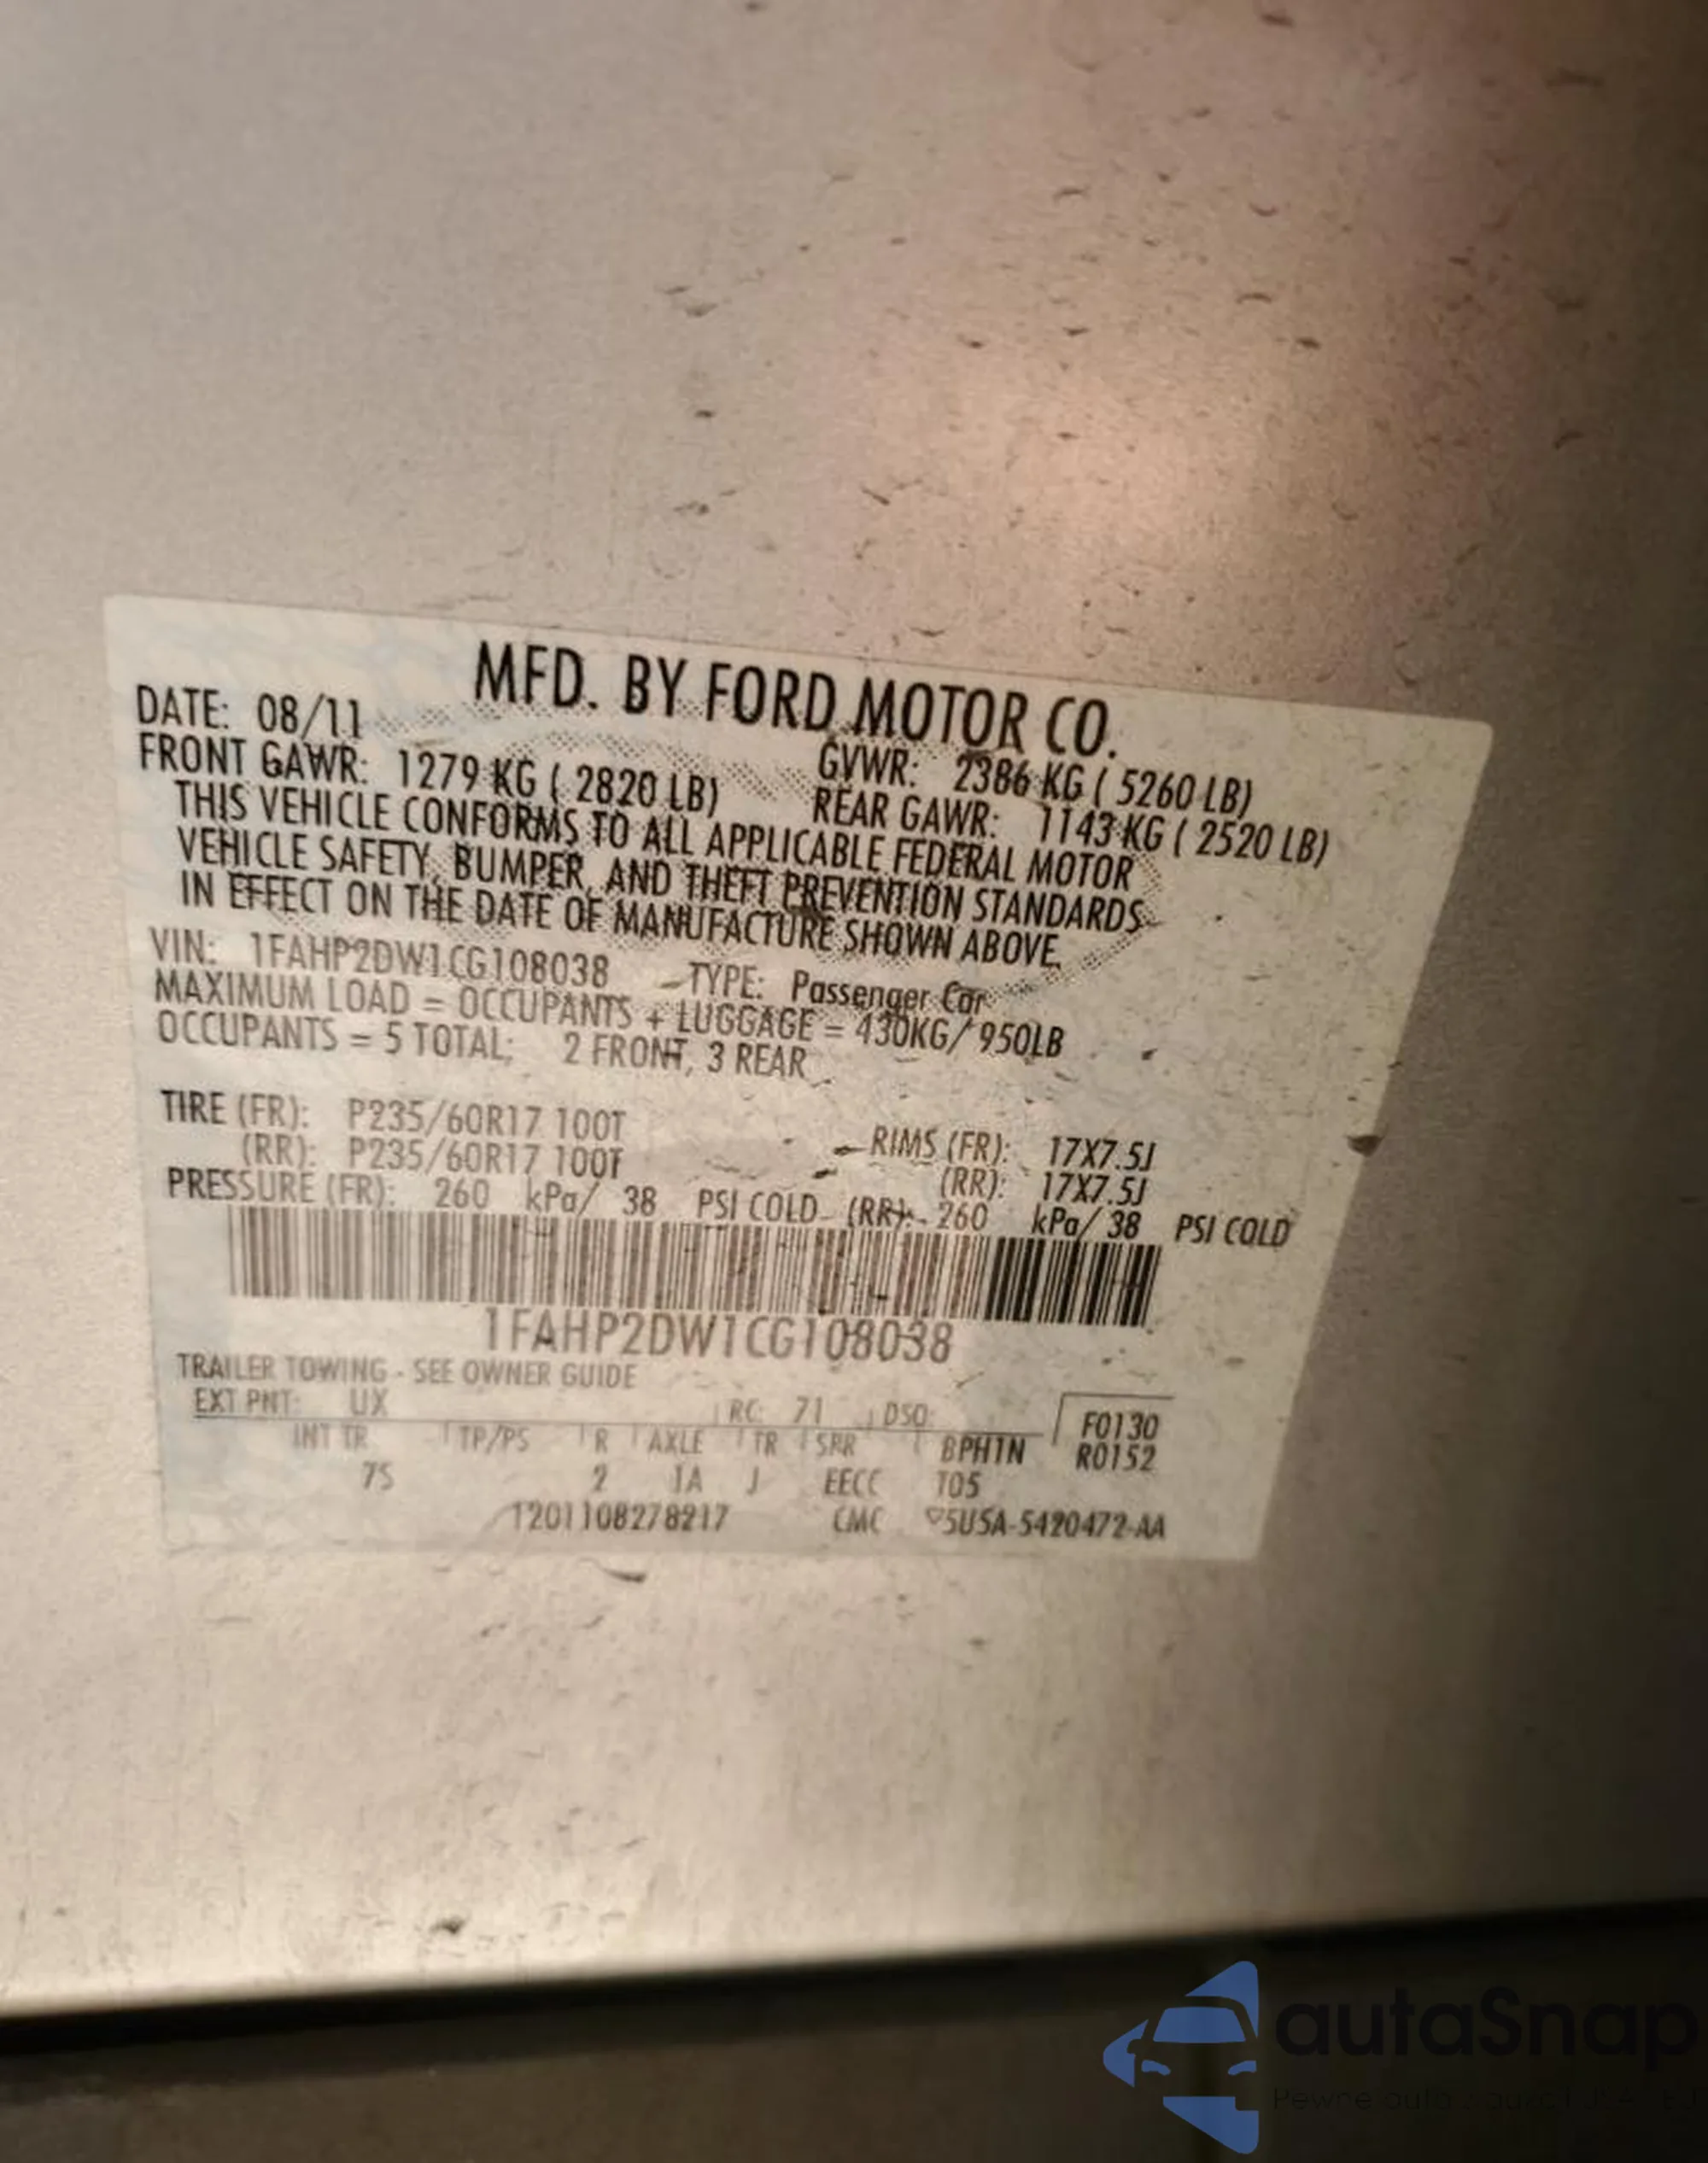 MFD. BY FORD MOTOR CO.
DATE: 08/11 GVWR: 2386 KG ( 5260 LB)
FRONT GAWR: 1279 KG ( 2820 LB) REAR GAWR: 1143 KG ( 2520 LB)
THIS VEHICLE CONFORMS TO ALL APPLICABLE FEDERAL MOTOR
VEHICLE SAFETY, BUMPER, AND THEFT PREVENTION STANDARDS
IN EFFECT ON THE DATE OF MANUFACTURE SHOWN ABOVE.
VIN: 1FAHP2DW1CG108038 TYPE: Passenger Car
MAXIMUM LOAD = OCCUPANTS + LUGGAGE = 430KG/ 950LB
OCCUPANTS = 5 TOTAL; 2 FRONT, 3 REAR
TIRE (FR): P235/60R17 100T RIMS (FR): 17X7.5J
(RR): P235/60R17 100T (RR): 17X7.5J
PRESSURE (FR): 260 kPa/ 38 PSI COLD (RR): 260 kPa/ 38 PSI COLD
1FAHP2DW1CG108038
TRAILER TOWING - SEE OWNER GUIDE
EXT PNT: UX RC: 71 DSO: F0130
INT TR TP/PS R AXLE TR SPR BPHTN R0152
7S 2 JA J EECC T05
1201108278217 CMC 5U5A-5420472-AA
autaSnap
Pewne auto